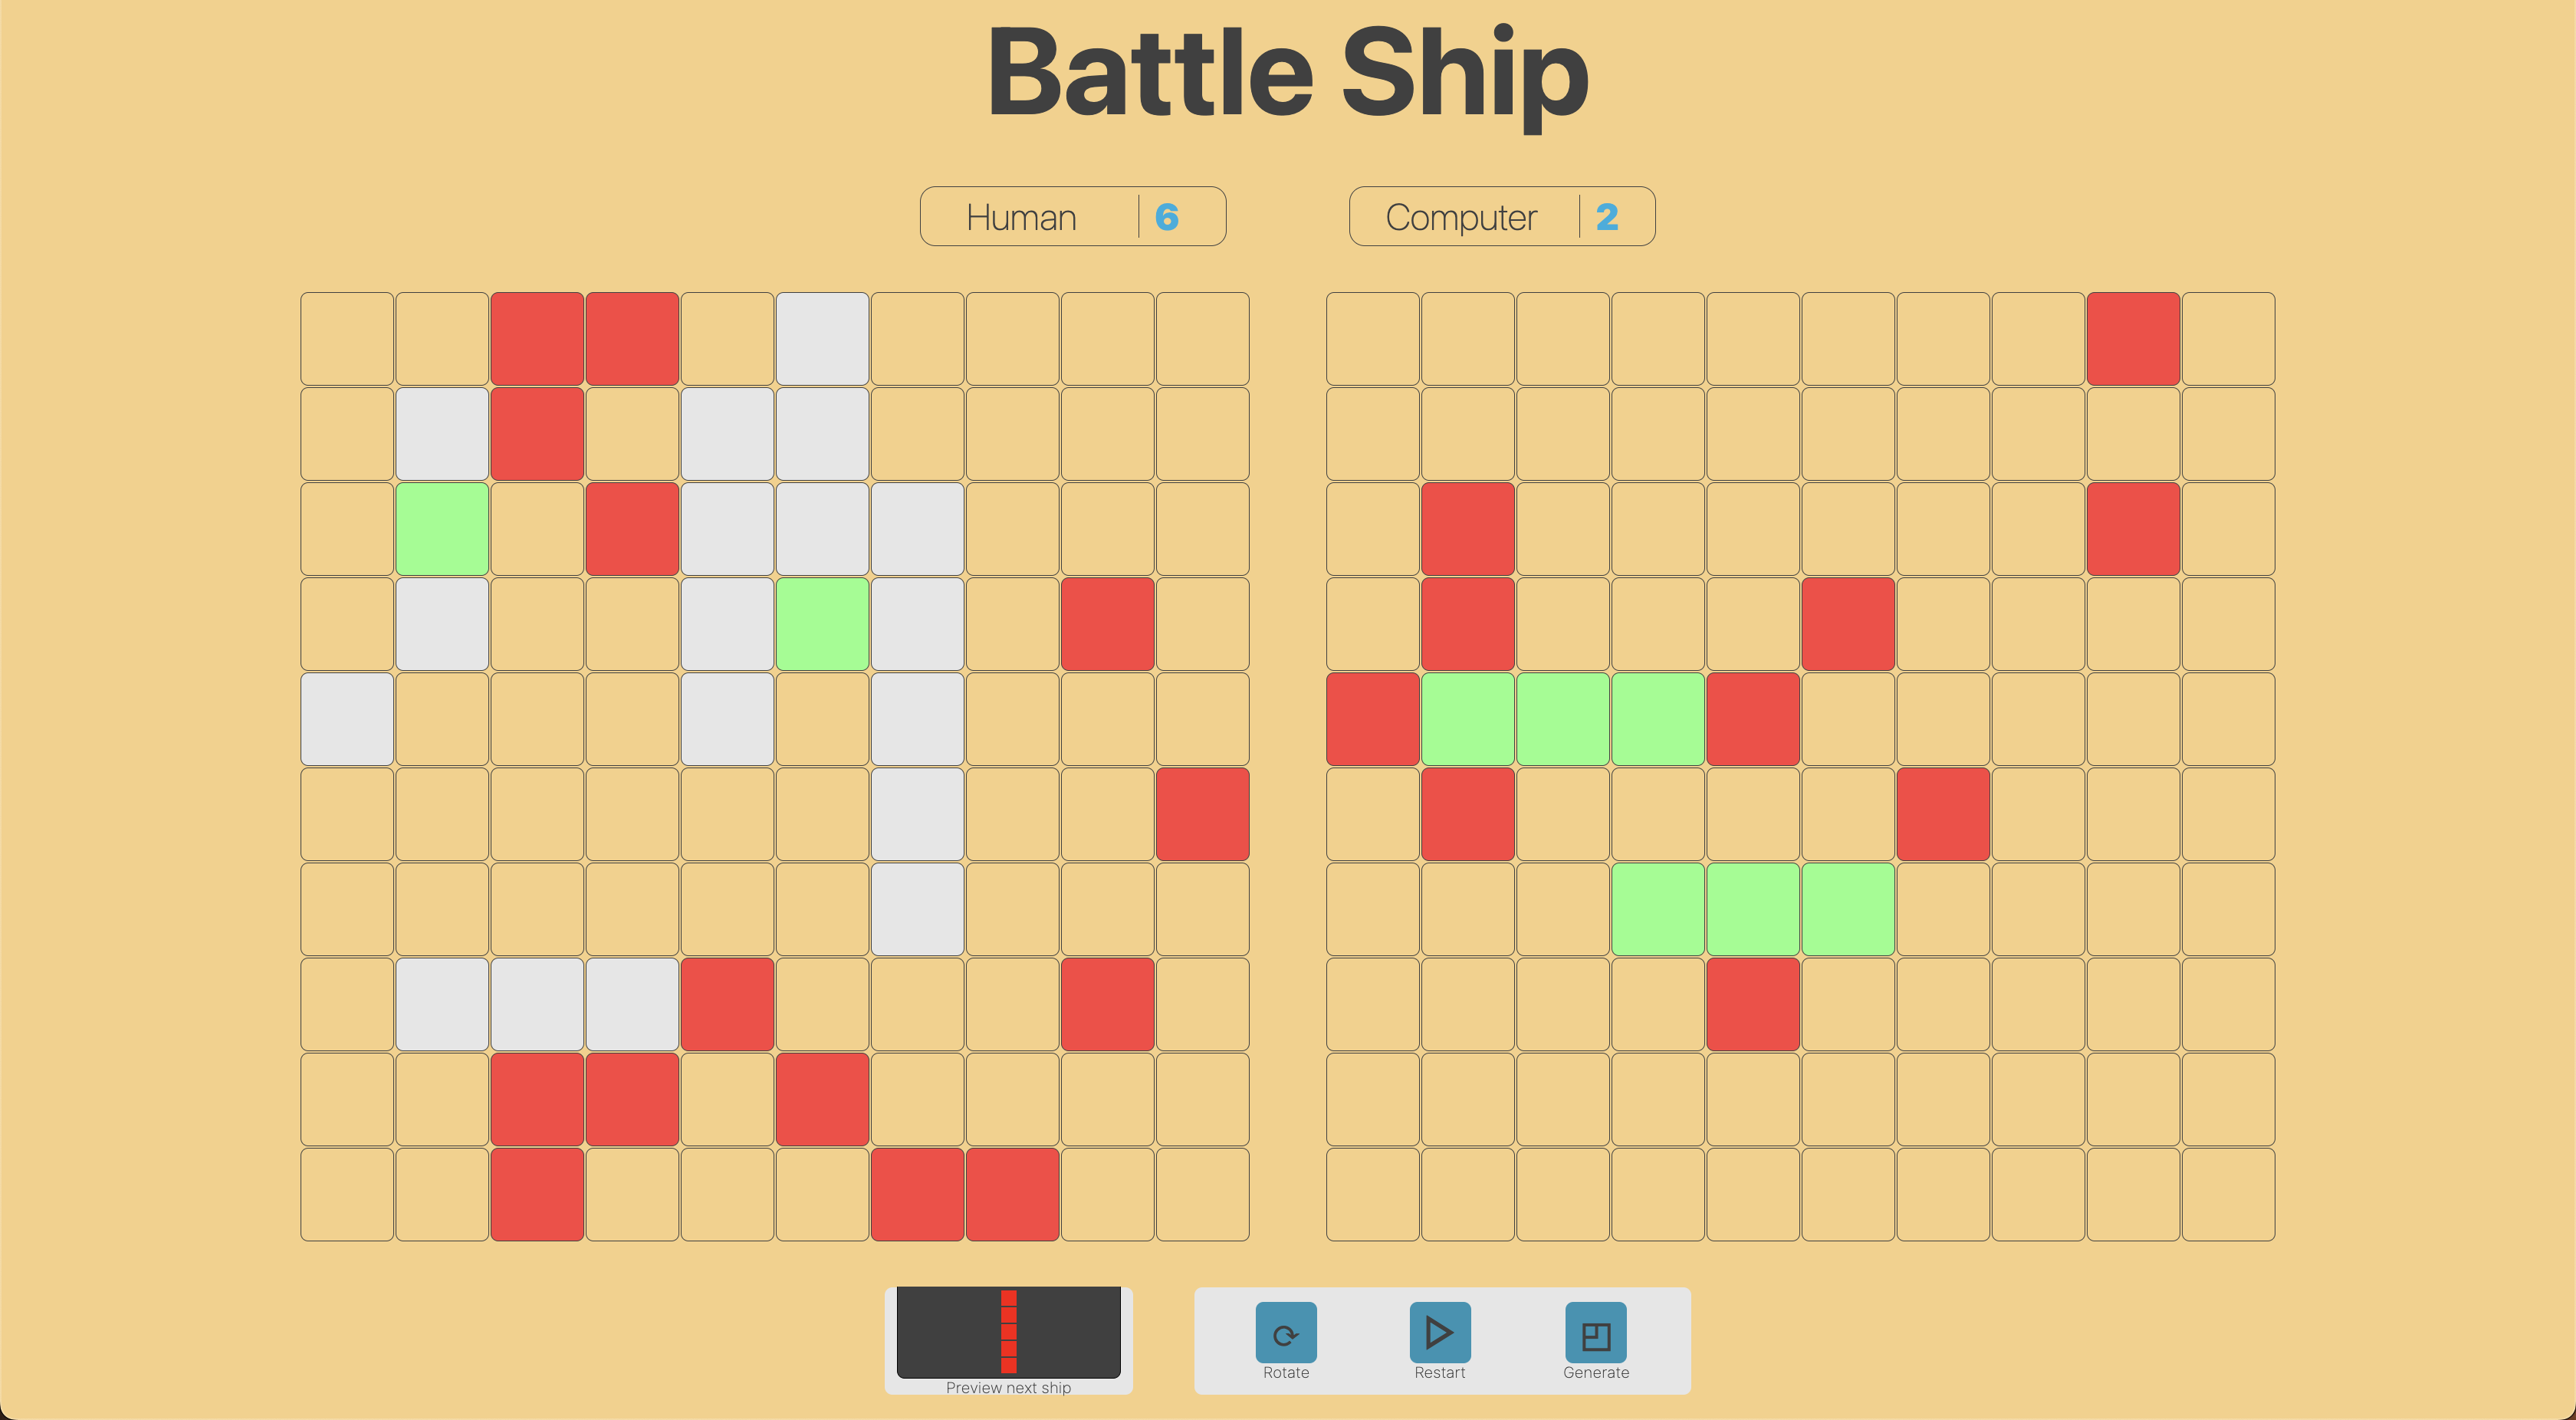 Battle Ship
Human 6
Computer 2
Preview next ship
Rotate
Restart
Generate